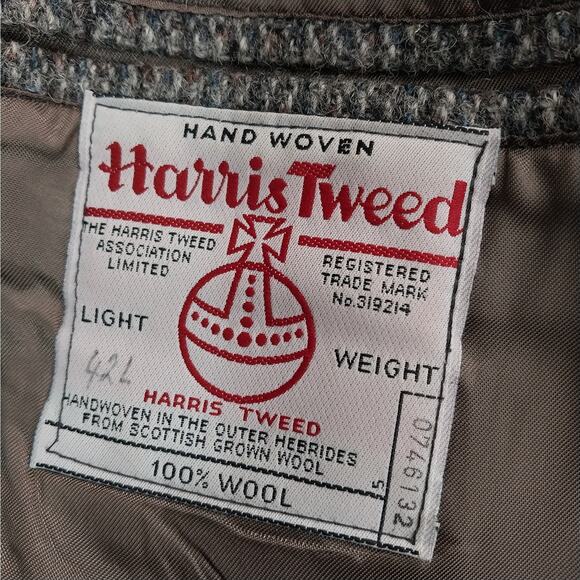 HAND WOVEN
Harris Tweed
THE HARRIS TWEED
ASSOCIATION
LIMITED
REGISTERED
TRADE MARK
No.319214
LIGHT
WEIGHT
42L
HARRIS TWEED
HANDWOVEN IN THE OUTER HEBRIDES
FROM SCOTTISH GROWN WOOL
100% WOOL
5
0746132